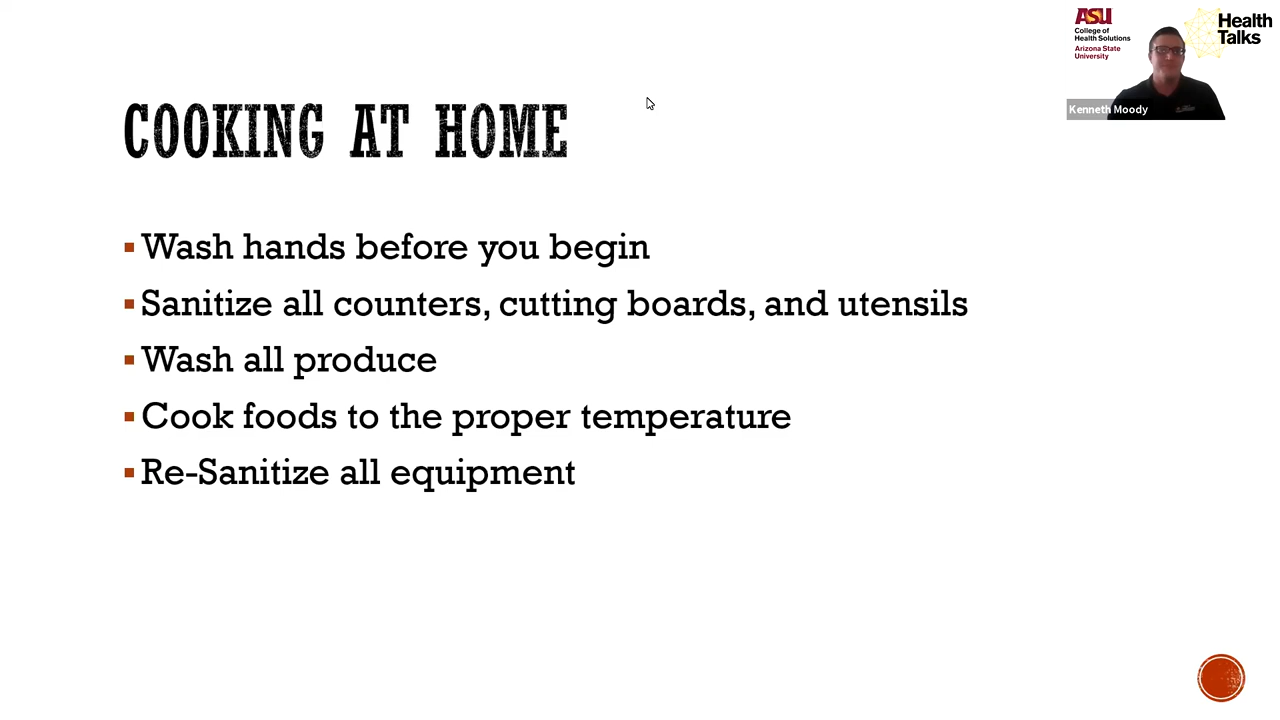 ASU
College of
Health Solutions
Arizona State
University
Health
Talks
Kenneth Moody
COOKING AT HOME
Wash hands before you begin
Sanitize all counters, cutting boards, and utensils
Wash all produce
Cook foods to the proper temperature
Re-Sanitize all equipment